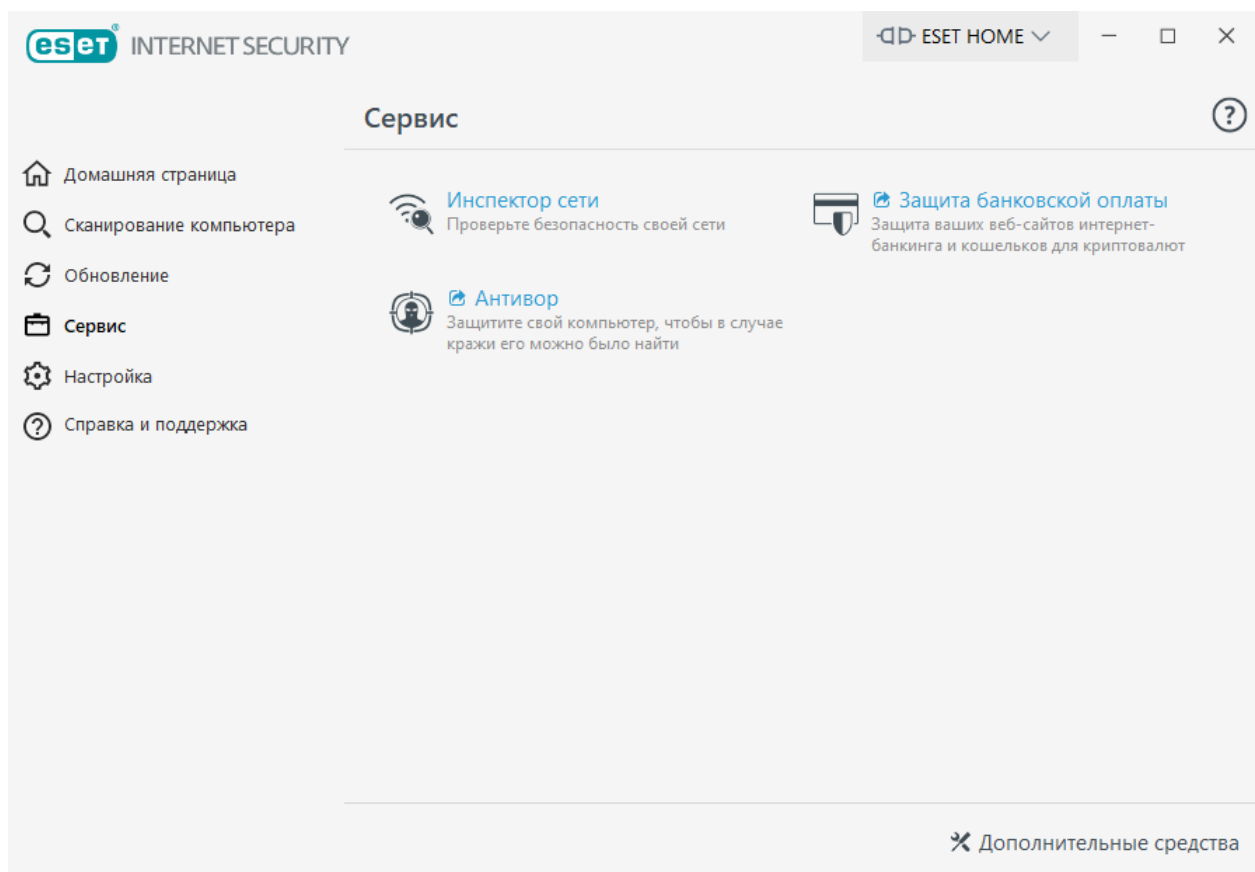 eset® INTERNET SECURITY
ESET HOME
Сервис
?
Домашняя страница
Сканирование компьютера
Обновление
Сервис
Настройка
? Справка и поддержка
Инспектор сети
Проверьте безопасность своей сети
Защита банковской оплаты
Защита ваших веб-сайтов интернет-
банкинга и кошельков для криптовалют
Антивор
Защитите свой компьютер, чтобы в случае
кражи его можно было найти
Дополнительные средства